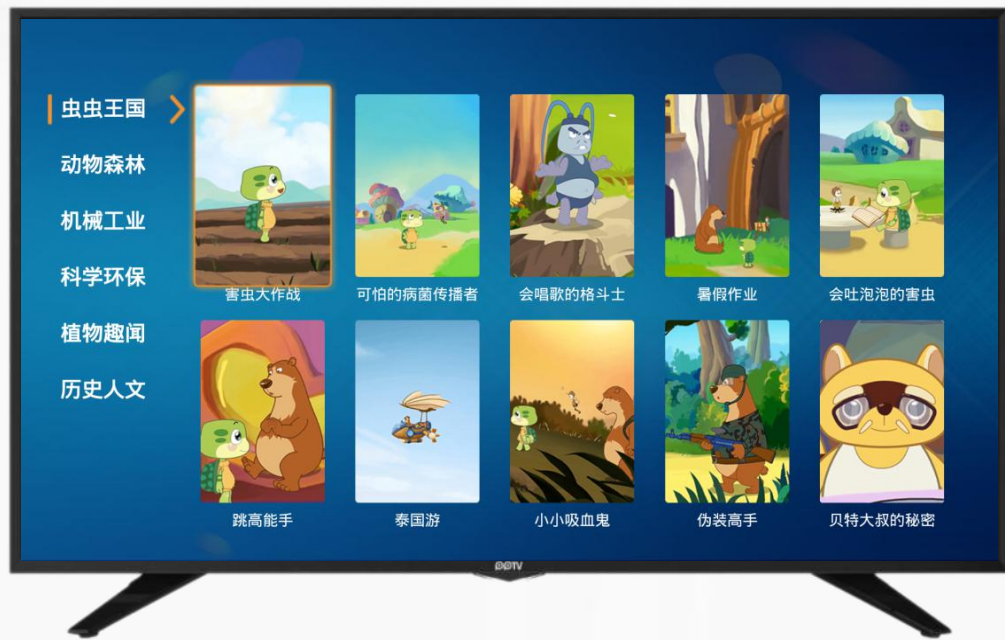 虫虫王国
动物森林
机械工业
科学环保
植物趣闻
历史人文
害虫大作战
可怕的病菌传播者
会唱歌的格斗士
暑假作业
会吐泡泡的害虫
跳高能手
泰国游
小小吸血鬼
伪装高手
贝特大叔的秘密
PPTV